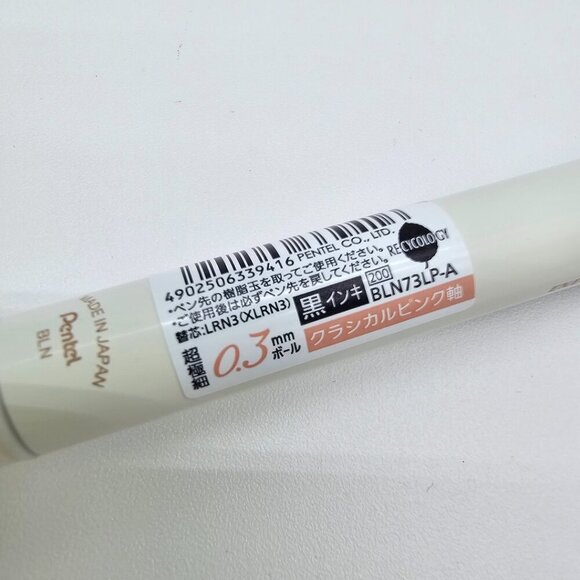 4902506339416
PENTEL CO., LTD.
RECYCOLOGY
・ペン先の樹脂玉を取ってご使用ください。
・ご使用後は必ずペン先を戻してください。
替芯:LRN3(XLRN3)
黒インキ
200
BLN73LP-A
超極細
0.3mm
ボール
クラシカルピンク軸
MADE IN JAPAN
Pentel
BLN